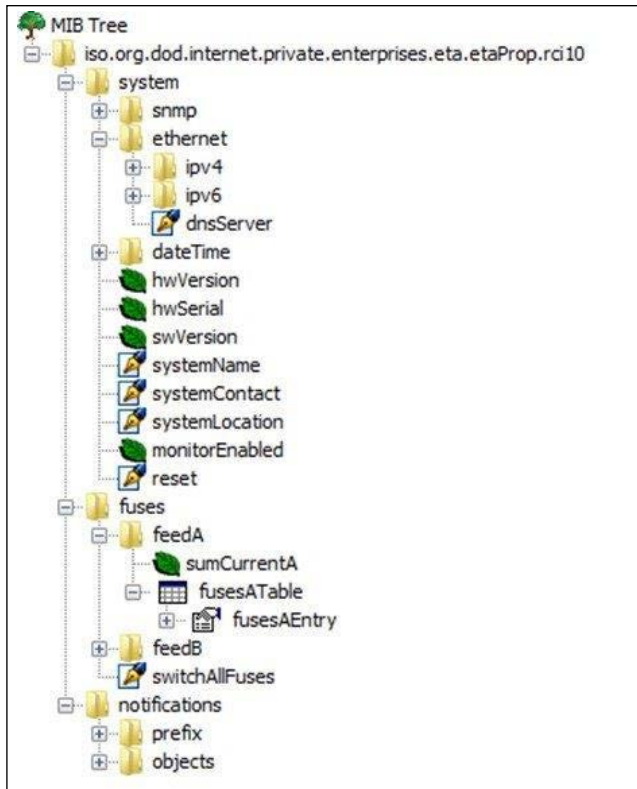 MIB Tree
iso.org.dod.internet.private.enterprises.eta.etaProp.rci10
system
snmp
ethernet
ipv4
ipv6
dnsServer
dateTime
hwVersion
hwSerial
swVersion
systemName
systemContact
systemLocation
monitorEnabled
reset
fuses
feedA
sumCurrentA
fusesATable
fusesAEntry
feedB
switchAllFuses
notifications
prefix
objects